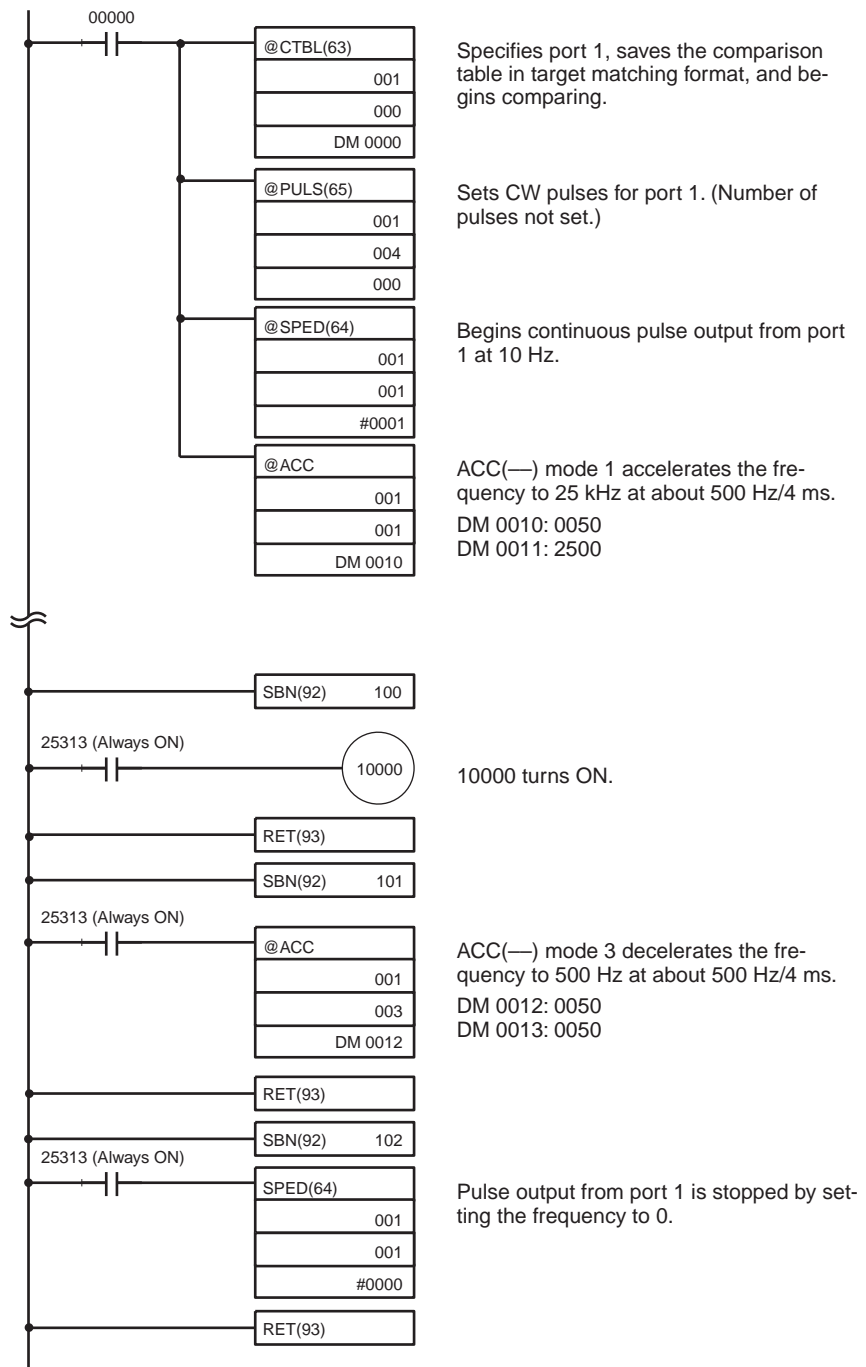 00000
@CTBL(63)
001
000
DM 0000
Specifies port 1, saves the comparison
table in target matching format, and be-
gins comparing.
@PULS(65)
001
004
000
Sets CW pulses for port 1. (Number of
pulses not set.)
@SPED(64)
001
001
#0001
Begins continuous pulse output from port
1 at 10 Hz.
@ACC
001
001
DM 0010
ACC(––) mode 1 accelerates the fre-
quency to 25 kHz at about 500 Hz/4 ms.
DM 0010: 0050
DM 0011: 2500
SBN(92) 100
25313 (Always ON)
10000
10000 turns ON.
RET(93)
SBN(92) 101
25313 (Always ON)
@ACC
001
003
DM 0012
ACC(––) mode 3 decelerates the fre-
quency to 500 Hz at about 500 Hz/4 ms.
DM 0012: 0050
DM 0013: 0050
RET(93)
SBN(92) 102
25313 (Always ON)
SPED(64)
001
001
#0000
Pulse output from port 1 is stopped by set-
ting the frequency to 0.
RET(93)